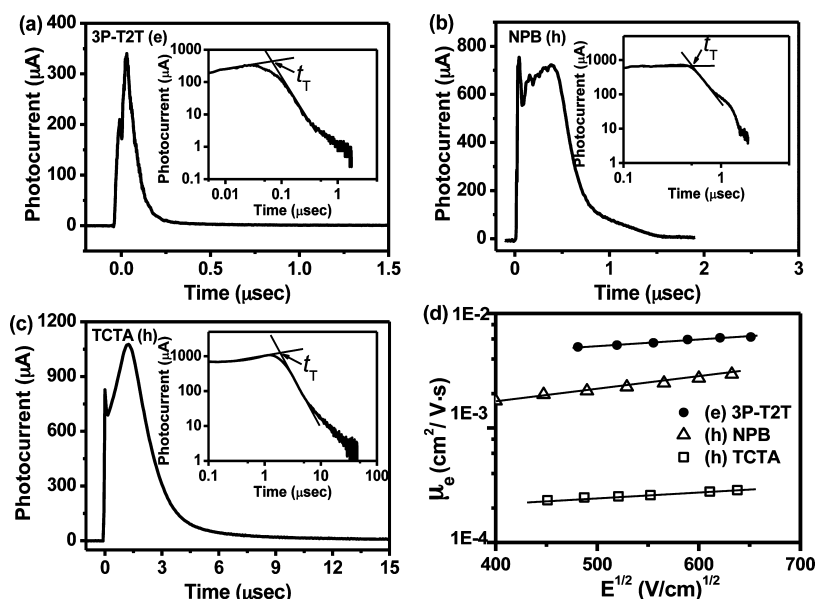 (a)
3P-T2T (e)
400
300
200
100
0
Photocurrent (μA)
0.0 0.5 1.0 1.5
Time (μsec)
1000
100
10
1
0.1
Photocurrent (μA)
0.01 0.1 1
Time (μsec)
tT
(b)
NPB (h)
800
600
400
200
0
Photocurrent (μA)
0 1 2 3
Time (μsec)
1000
100
10
1
Photocurrent (μA)
0.1 1
Time (μsec)
tT
(c)
TCTA (h)
1200
900
600
300
0
Photocurrent (μA)
0 3 6 9 12 15
Time (μsec)
1000
100
10
1
Photocurrent (μA)
0.1 1 10 100
Time (μsec)
tT
(d)
1E-2
1E-3
1E-4
μe (cm2/ V·s)
(e) 3P-T2T
(h) NPB
(h) TCTA
400 500 600 700
E1/2 (V/cm)1/2